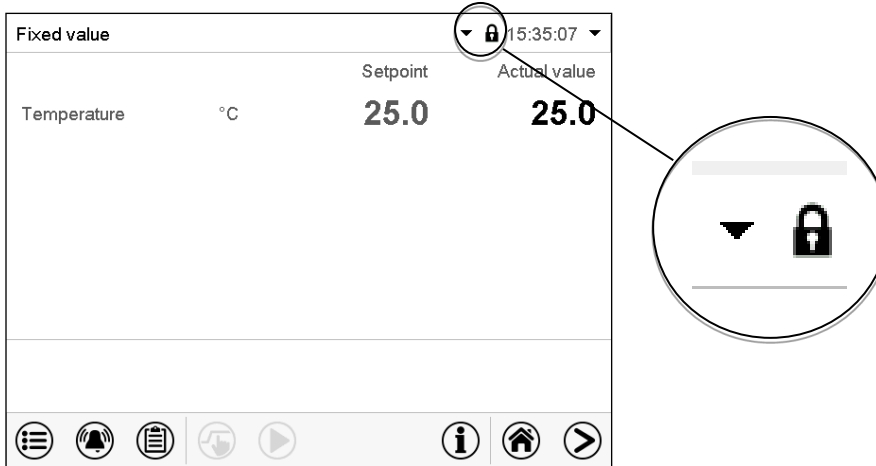 Fixed value 15:35:07
Setpoint Actual value
Temperature °C 25.0 25.0